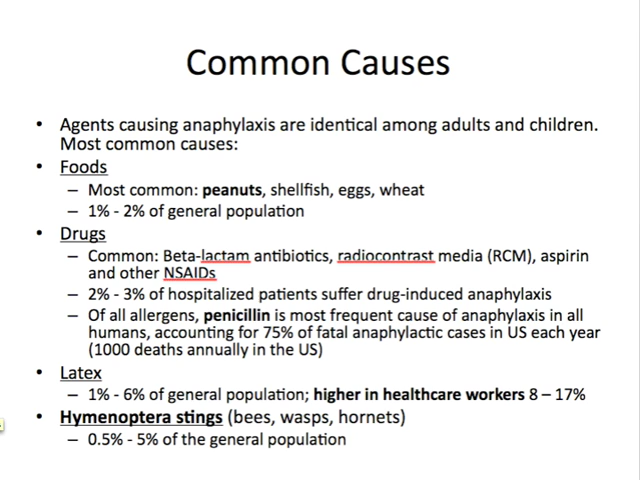 Common Causes
• Agents causing anaphylaxis are identical among adults and children.
Most common causes:
• Foods
– Most common: peanuts, shellfish, eggs, wheat
– 1% - 2% of general population
• Drugs
– Common: Beta-lactam antibiotics, radiocontrast media (RCM), aspirin
and other NSAIDs
– 2% - 3% of hospitalized patients suffer drug-induced anaphylaxis
– Of all allergens, penicillin is most frequent cause of anaphylaxis in all
humans, accounting for 75% of fatal anaphylactic cases in US each year
(1000 deaths annually in the US)
• Latex
– 1% - 6% of general population; higher in healthcare workers 8 – 17%
• Hymenoptera stings (bees, wasps, hornets)
– 0.5% - 5% of the general population